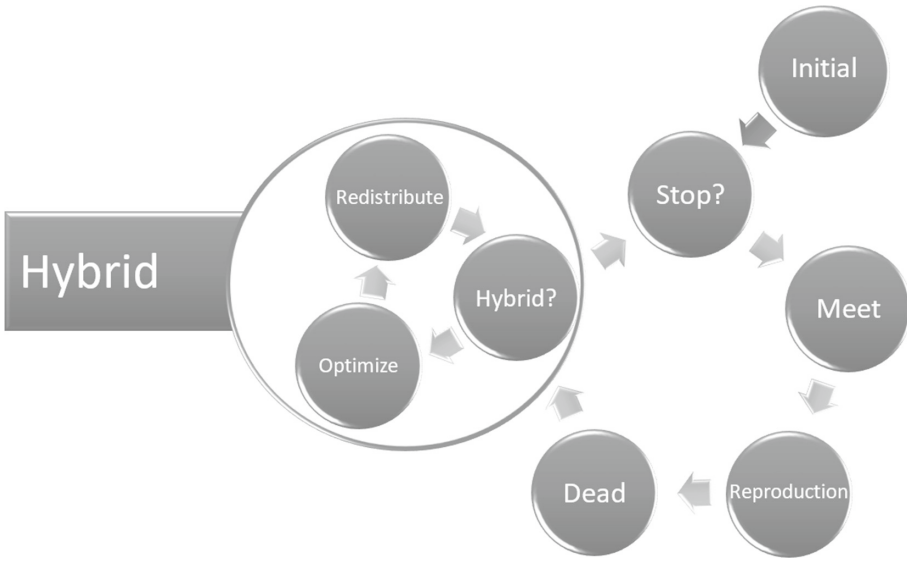 Initial
Stop?
Redistribute
Hybrid
Hybrid?
Meet
Optimize
Dead
Reproduction